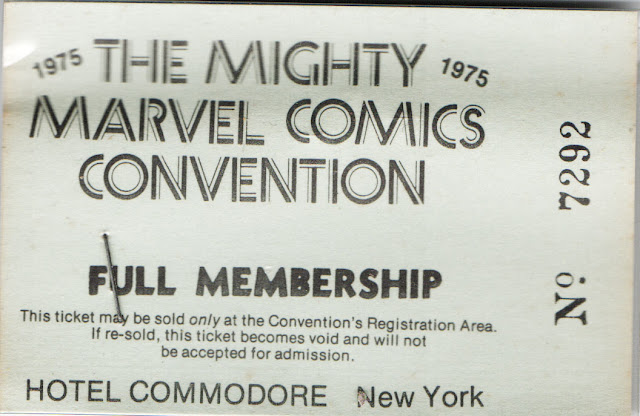 1975 THE MIGHTY 1975
MARVEL COMICS
CONVENTION
FULL MEMBERSHIP
This ticket may be sold only at the Convention's Registration Area.
If re-sold, this ticket becomes void and will not
be accepted for admission.
HOTEL COMMODORE New York
Nº. 7292